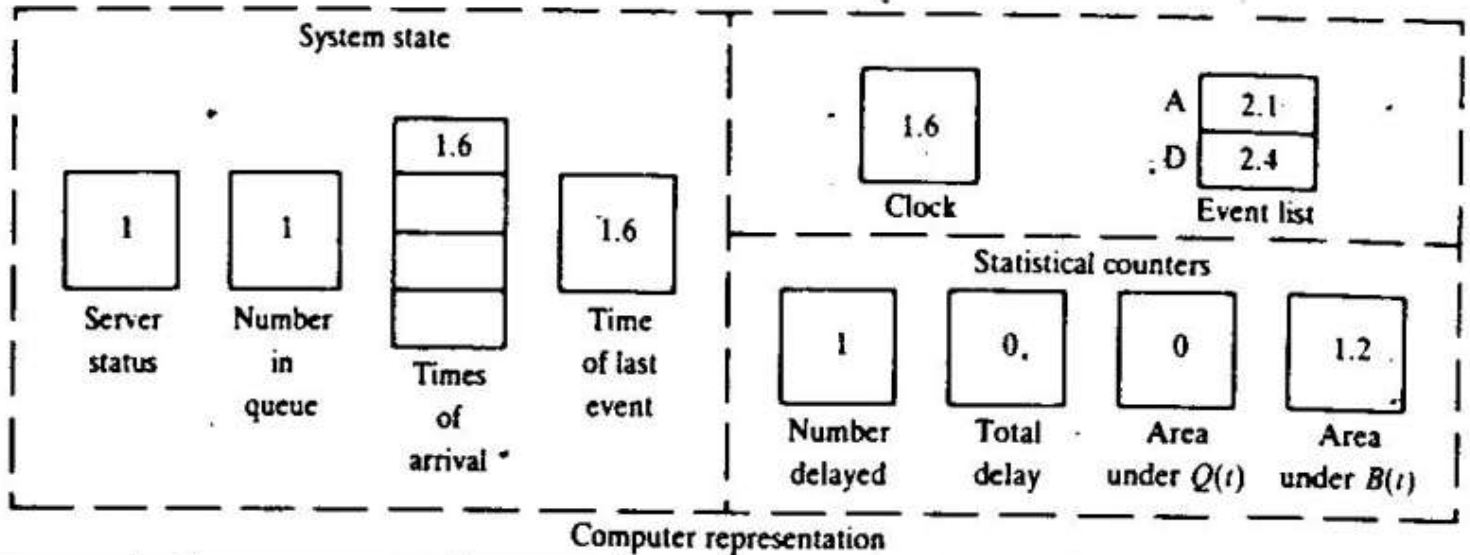 System state
1
Server
status
1
Number
in
queue
1.6
Times
of
arrival
1.6
Time
of last
event
1.6
Clock
A 2.1
D 2.4
Event list
Statistical counters
1
Number
delayed
0
Total
delay
0
Area
under Q(t)
1.2
Area
under B(t)
Computer representation